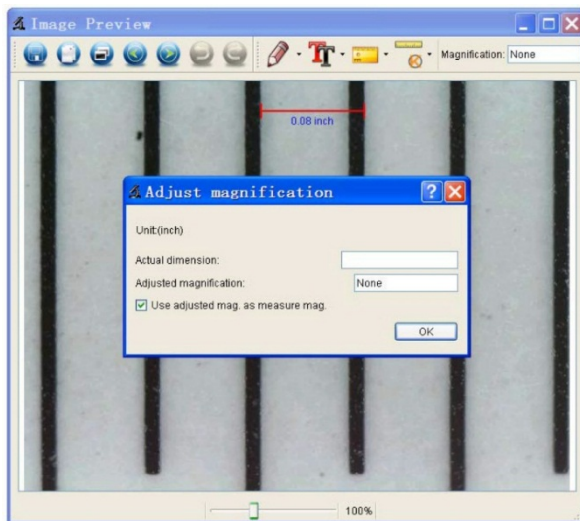 Image Preview
Magnification: None
0.08 inch
Adjust magnification
Unit:(inch)
Actual dimension:
Adjusted magnification: None
Use adjusted mag. as measure mag.
OK
100%